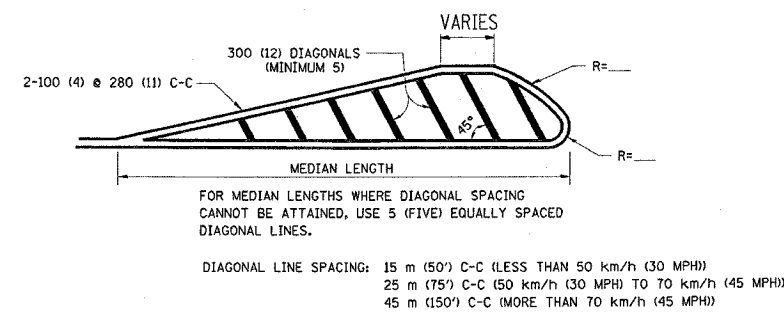 VARIES
300 (12) DIAGONALS
(MINIMUM 5)
2-100 (4) @ 280 (11) C-C
R=___
45°
R=___
MEDIAN LENGTH
FOR MEDIAN LENGTHS WHERE DIAGONAL SPACING
CANNOT BE ATTAINED, USE 5 (FIVE) EQUALLY SPACED
DIAGONAL LINES.
DIAGONAL LINE SPACING: 15 m (50') C-C (LESS THAN 50 km/h (30 MPH))
25 m (75') C-C (50 km/h (30 MPH) TO 70 km/h (45 MPH))
45 m (150') C-C (MORE THAN 70 km/h (45 MPH))